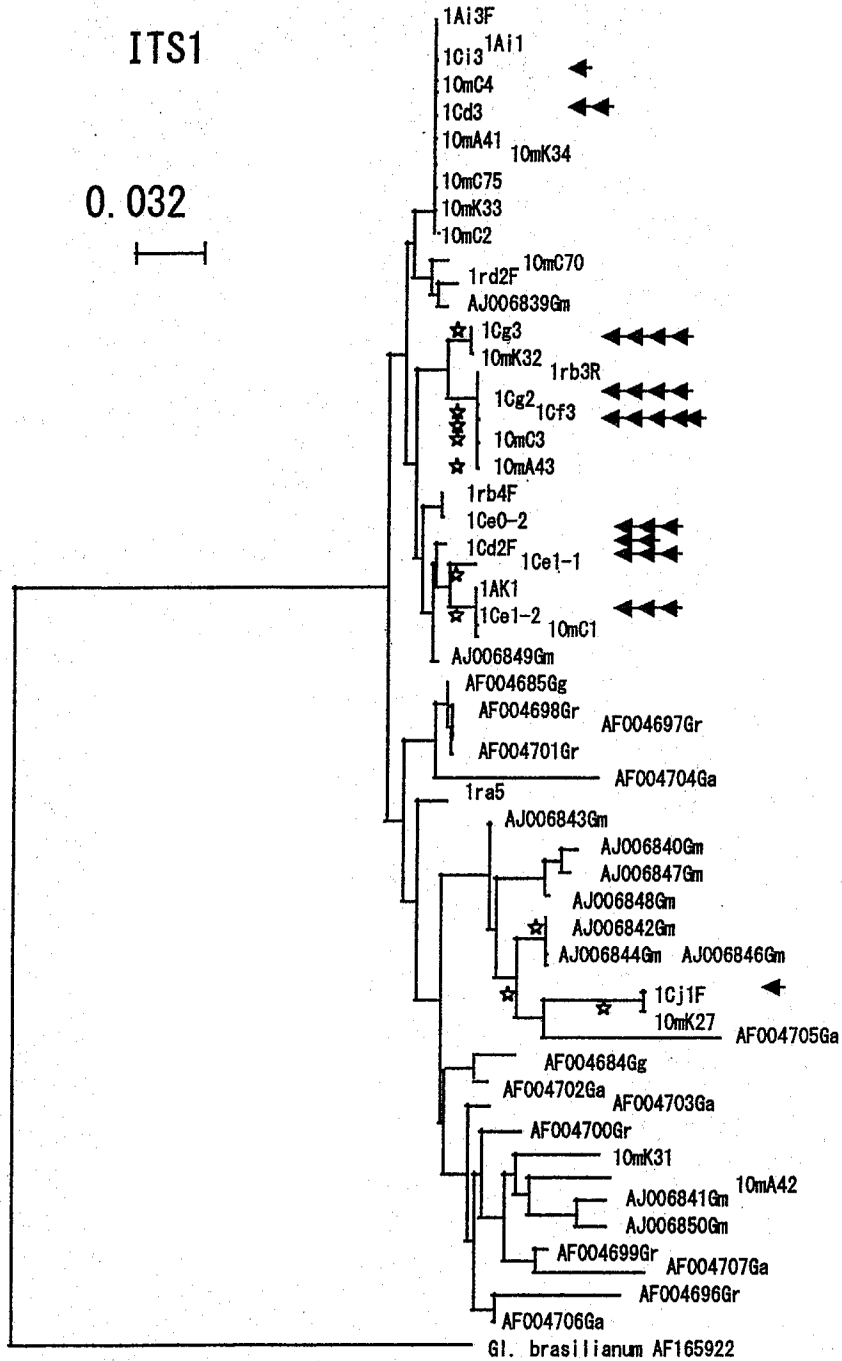 ITS1
0.032
1Ai3F
1Ai1
1Ci3
10mC4
1Cd3
10mA41
10mK34
10mC75
10mK33
10mC2
10mC70
1rd2F
AJ006839Gm
1Cg3
10mK32
1rb3R
1Cg2
1Cf3
10mC3
10mA43
1rb4F
1Ce0-2
1Cd2F
1Ce1-1
1AK1
1Ce1-2
10mC1
AJ006849Gm
AF004685Gg
AF004698Gr
AF004697Gr
AF004701Gr
AF004704Ga
1ra5
AJ006843Gm
AJ006840Gm
AJ006847Gm
AJ006848Gm
AJ006842Gm
AJ006844Gm AJ006846Gm
1Cj1F
10mK27
AF004705Ga
AF004684Gg
AF004702Ga
AF004703Ga
AF004700Gr
10mK31
10mA42
AJ006841Gm
AJ006850Gm
AF004699Gr
AF004707Ga
AF004696Gr
AF004706Ga
Gl. brasilianum AF165922